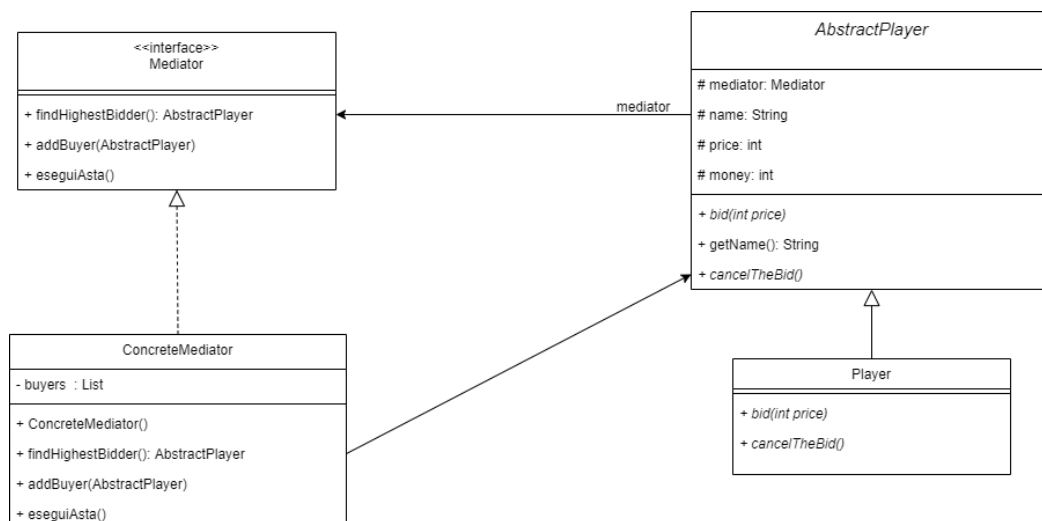 <<interface>>
Mediator
+ findHighestBidder(): AbstractPlayer
+ addBuyer(AbstractPlayer)
+ eseguiAsta()
mediator
AbstractPlayer
# mediator: Mediator
# name: String
# price: int
# money: int
+ bid(int price)
+ getName(): String
+ cancelTheBid()
ConcreteMediator
- buyers : List
+ ConcreteMediator()
+ findHighestBidder(): AbstractPlayer
+ addBuyer(AbstractPlayer)
+ eseguiAsta()
Player
+ bid(int price)
+ cancelTheBid()